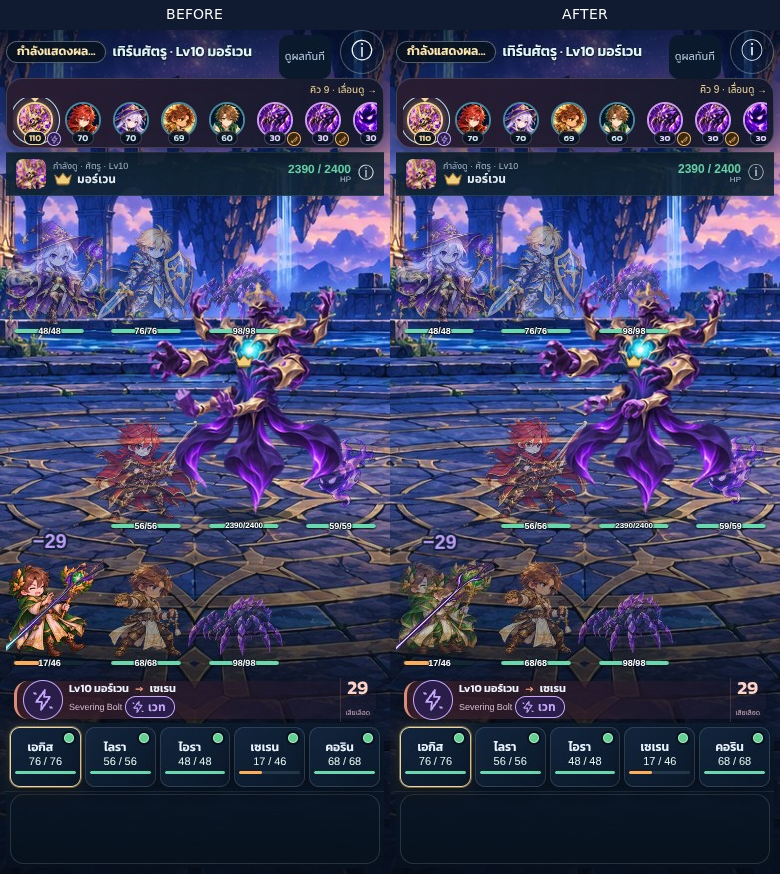 BEFORE
กำลังแสดงผล... เทิร์นศัตรู · Lv10 มอร์เวน ดูผลทันที ⓘ
คิว 9 · เลื่อนดู →
110 70 70 69 60 30 30 30
กำลังดู · ศัตรู · Lv10
มอร์เวน
2390 / 2400
HP
48/48 76/76 98/98
56/56 2390/2400 59/59
−29
17/46 68/68 98/98
Lv10 มอร์เวน → เซเรน
Severing Bolt เวท
29
เสียเลือด
เอกิส ไลรา ไอรา เซเรน คอริน
76 / 76 56 / 56 48 / 48 17 / 46 68 / 68
AFTER
กำลังแสดงผล... เทิร์นศัตรู · Lv10 มอร์เวน ดูผลทันที ⓘ
คิว 9 · เลื่อนดู →
110 70 70 69 60 30 30 30
กำลังดู · ศัตรู · Lv10
มอร์เวน
2390 / 2400
HP
48/48 76/76 98/98
56/56 2390/2400 59/59
−29
17/46 68/68 98/98
Lv10 มอร์เวน → เซเรน
Severing Bolt เวท
29
เสียเลือด
เอกิส ไลรา ไอรา เซเรน คอริน
76 / 76 56 / 56 48 / 48 17 / 46 68 / 68